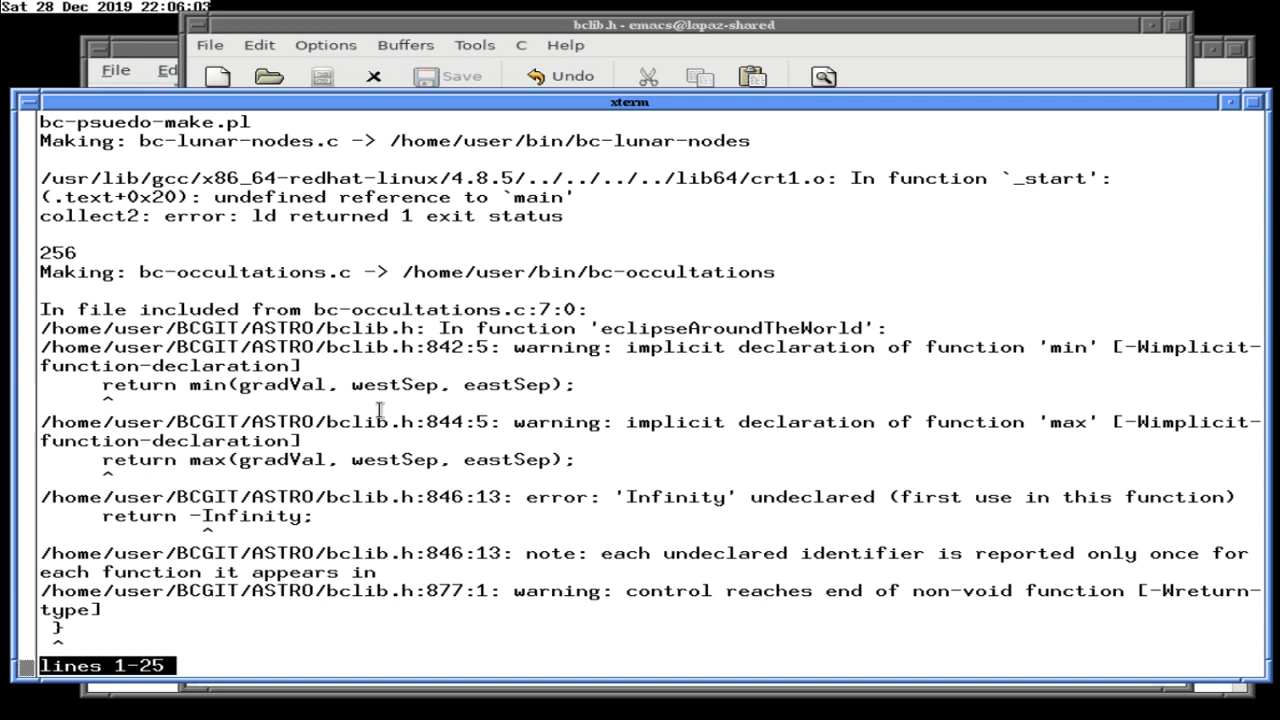 Sat 28 Dec 2019 22:06:03
bclib.h - emacs@lapaz-shared
File Edit Options Buffers Tools C Help
File Ed
Save Undo
xterm
bc-psuedo-make.pl
Making: bc-lunar-nodes.c -> /home/user/bin/bc-lunar-nodes
/usr/lib/gcc/x86_64-redhat-linux/4.8.5/../../../../lib64/crt1.o: In function `_start':
(.text+0x20): undefined reference to `main'
collect2: error: ld returned 1 exit status
256
Making: bc-occultations.c -> /home/user/bin/bc-occultations
In file included from bc-occultations.c:7:0:
/home/user/BCGIT/ASTRO/bclib.h: In function 'eclipseAroundTheWorld':
/home/user/BCGIT/ASTRO/bclib.h:842:5: warning: implicit declaration of function 'min' [-Wimplicit-
function-declaration]
return min(gradVal, westSep, eastSep);
^
/home/user/BCGIT/ASTRO/bclib.h:844:5: warning: implicit declaration of function 'max' [-Wimplicit-
function-declaration]
return max(gradVal, westSep, eastSep);
^
/home/user/BCGIT/ASTRO/bclib.h:846:13: error: 'Infinity' undeclared (first use in this function)
return -Infinity;
^
/home/user/BCGIT/ASTRO/bclib.h:846:13: note: each undeclared identifier is reported only once for
each function it appears in
/home/user/BCGIT/ASTRO/bclib.h:877:1: warning: control reaches end of non-void function [-Wreturn-
type]
}
^
lines 1-25